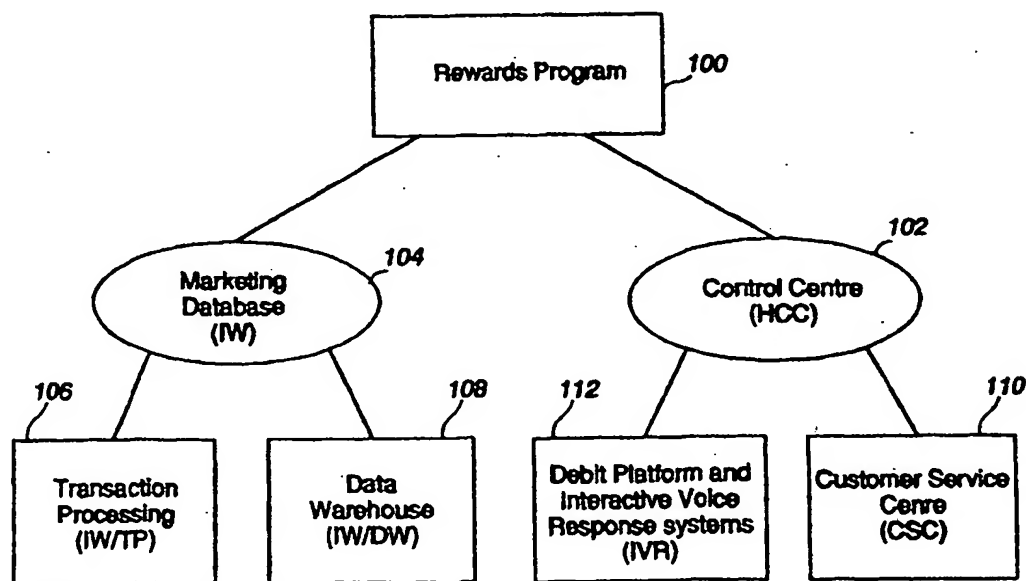 Rewards Program
100
102
104
Marketing
Database
(IW)
Control Centre
(HCC)
106
108
112
110
Transaction
Processing
(IW/TP)
Data
Warehouse
(IW/DW)
Debit Platform and
Interactive Voice
Response systems
(IVR)
Customer Service
Cenre
(CSC)